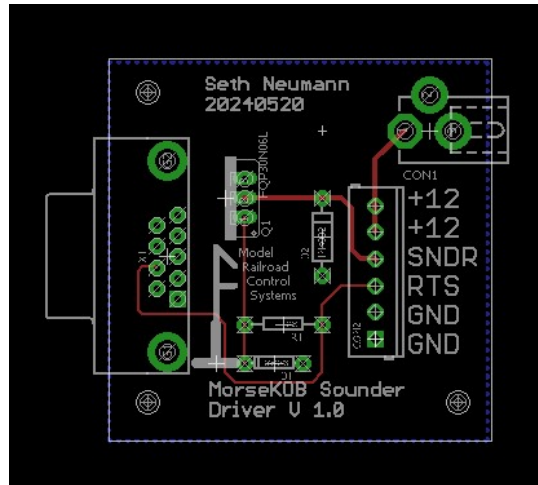 Seth Neumann
20240520
FQP30N06L
Q1
CON1
+12
+12
SNDR
RTS
GND
GND
CON2
X1
D2
Model
Railroad
Control
Systems
R1
D1
MorseKOB Sounder
Driver V 1.0